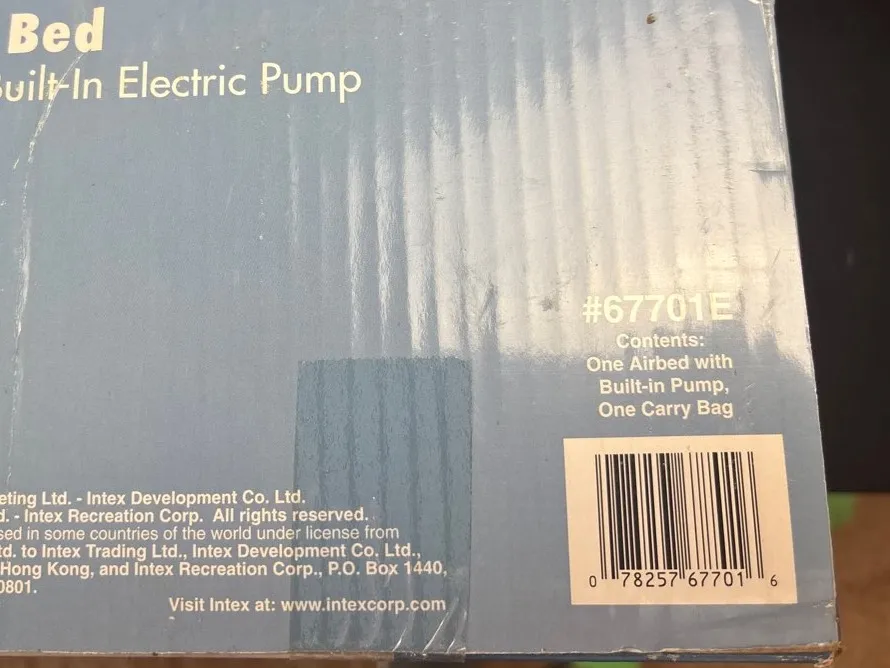 Bed
Built-In Electric Pump
#67701E
Contents:
One Airbed with
Built-in Pump,
One Carry Bag
0 78257 67701 6
eting Ltd. - Intex Development Co. Ltd.
d. - Intex Recreation Corp. All rights reserved.
sed in some countries of the world under license from
td. to Intex Trading Ltd., Intex Development Co. Ltd.,
Hong Kong, and Intex Recreation Corp., P.O. Box 1440,
0801.
Visit Intex at: www.intexcorp.com